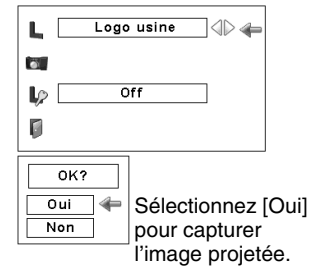 Logo usine
Off
OK?
Oui
Non
Sélectionnez [Oui]
pour capturer
l'image projetée.